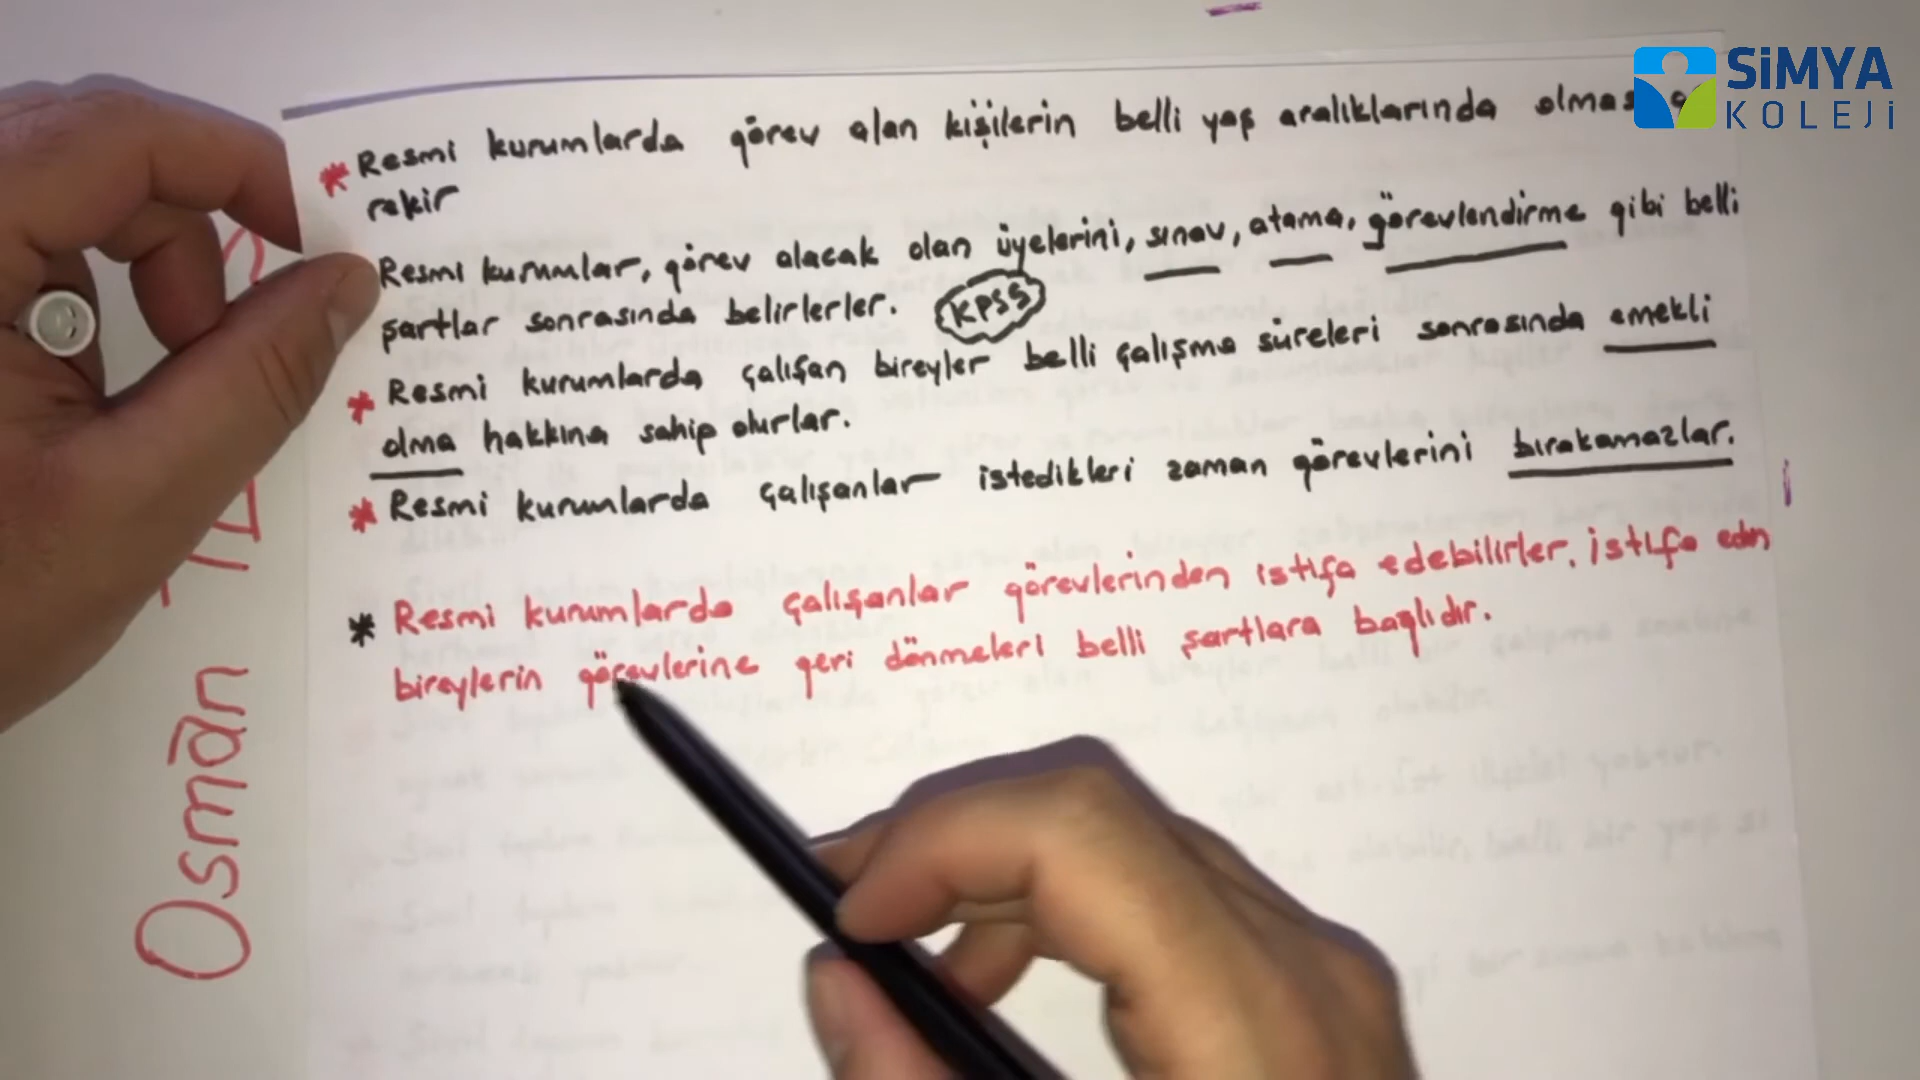 SİMYA
KOLEJİ
* Resmi kurumlarda görev alan kişilerin belli yaş aralıklarında
rekir
Resmi kurumlar, görev alacak olan üyelerini, sınav, atama, görevlendirme gibi belli
şartlar sonrasında belirlerler. KPSS
* Resmi kurumlarda çalışan bireyler belli çalışma süreleri sonrasında emekli
olma hakkına sahip olurlar.
* Resmi kurumlarda çalışanlar istedikleri zaman görevlerini bırakamazlar.
* Resmi kurumlarda çalışanlar görevlerinden istifa edebilirler. İstifa eden
bireylerin görevlerine geri dönmeleri belli şartlara bağlıdır.
Osman